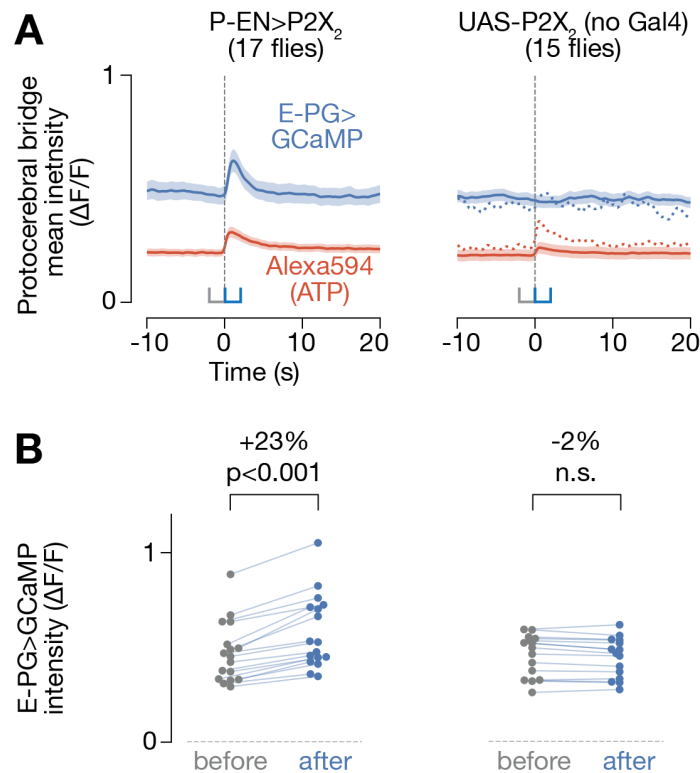 A
P-EN>P2X2
(17 flies)
UAS-P2X2 (no Gal4)
(15 flies)
Protocerebral bridge
mean inetnsity
(ΔF/F)
1
0
E-PG>
GCaMP
Alexa594
(ATP)
-10 0 10 20
-10 0 10 20
Time (s)
B
+23%
p<0.001
-2%
n.s.
E-PG>GCaMP
intensity (ΔF/F)
1
0
before after
before after